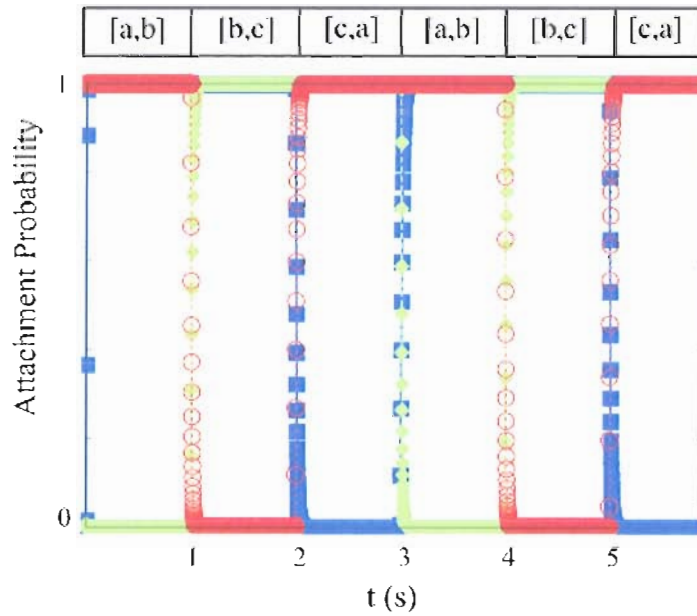 [a,b] [b,c] [c,a] [a,b] [b,c] [c,a]
1
Attachment Probability
0
1 2 3 4 5
t (s)